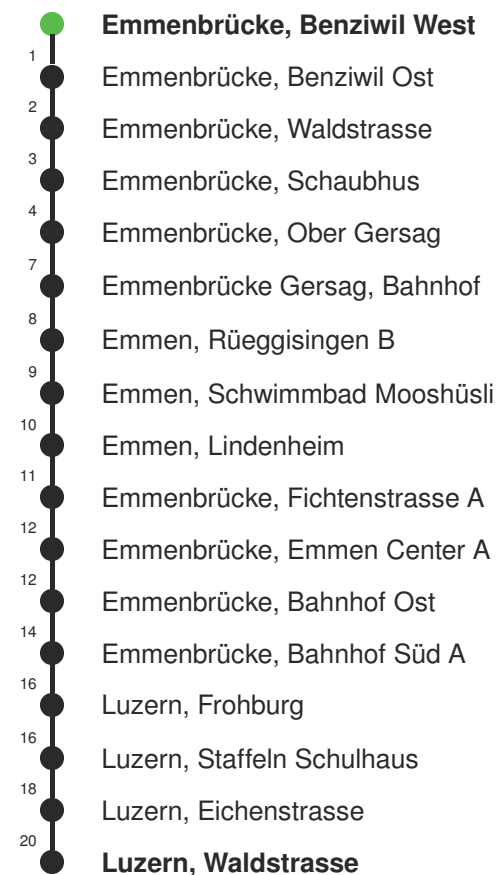 Emmenbrücke, Benziwil West
1
Emmenbrücke, Benziwil Ost
2
Emmenbrücke, Waldstrasse
3
Emmenbrücke, Schaubhus
4
Emmenbrücke, Ober Gersag
7
Emmenbrücke Gersag, Bahnhof
8
Emmen, Rüeggisingen B
9
Emmen, Schwimmbad Mooshüsli
10
Emmen, Lindenheim
11
Emmenbrücke, Fichtenstrasse A
12
Emmenbrücke, Emmen Center A
12
Emmenbrücke, Bahnhof Ost
14
Emmenbrücke, Bahnhof Süd A
16
Luzern, Frohburg
16
Luzern, Staffeln Schulhaus
18
Luzern, Eichenstrasse
20
Luzern, Waldstrasse